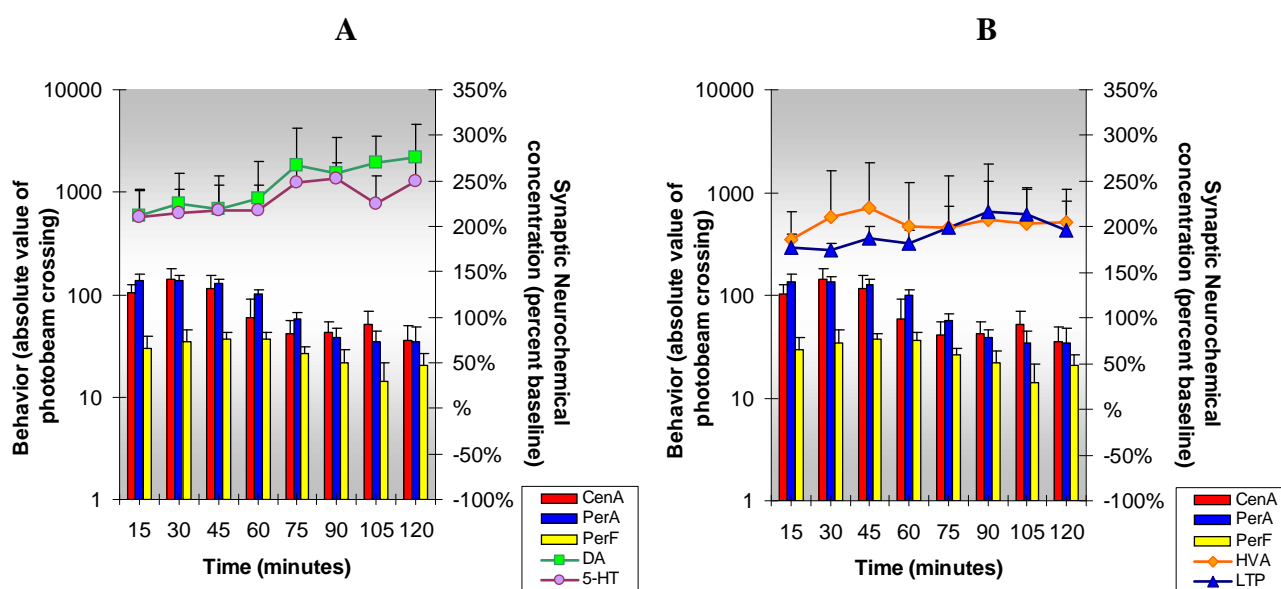 A
Behavior (absolute value of
photobeam crossing)
10000
1000
100
10
1
350%
300%
250%
200%
150%
100%
50%
%
-50%
-100%
Synaptic Neurochemical
concentration (percent baseline)
15 30 45 60 75 90 105 120
Time (minutes)
CenA
PerA
PerF
DA
5-HT
B
Behavior (absolute value of
photobeam crossing)
10000
1000
100
10
1
350%
300%
250%
200%
150%
100%
50%
%
-50%
-100%
Synaptic Neurochemical
concentration (percent baseline)
15 30 45 60 75 90 105 120
Time (minutes)
CenA
PerA
PerF
HVA
LTP